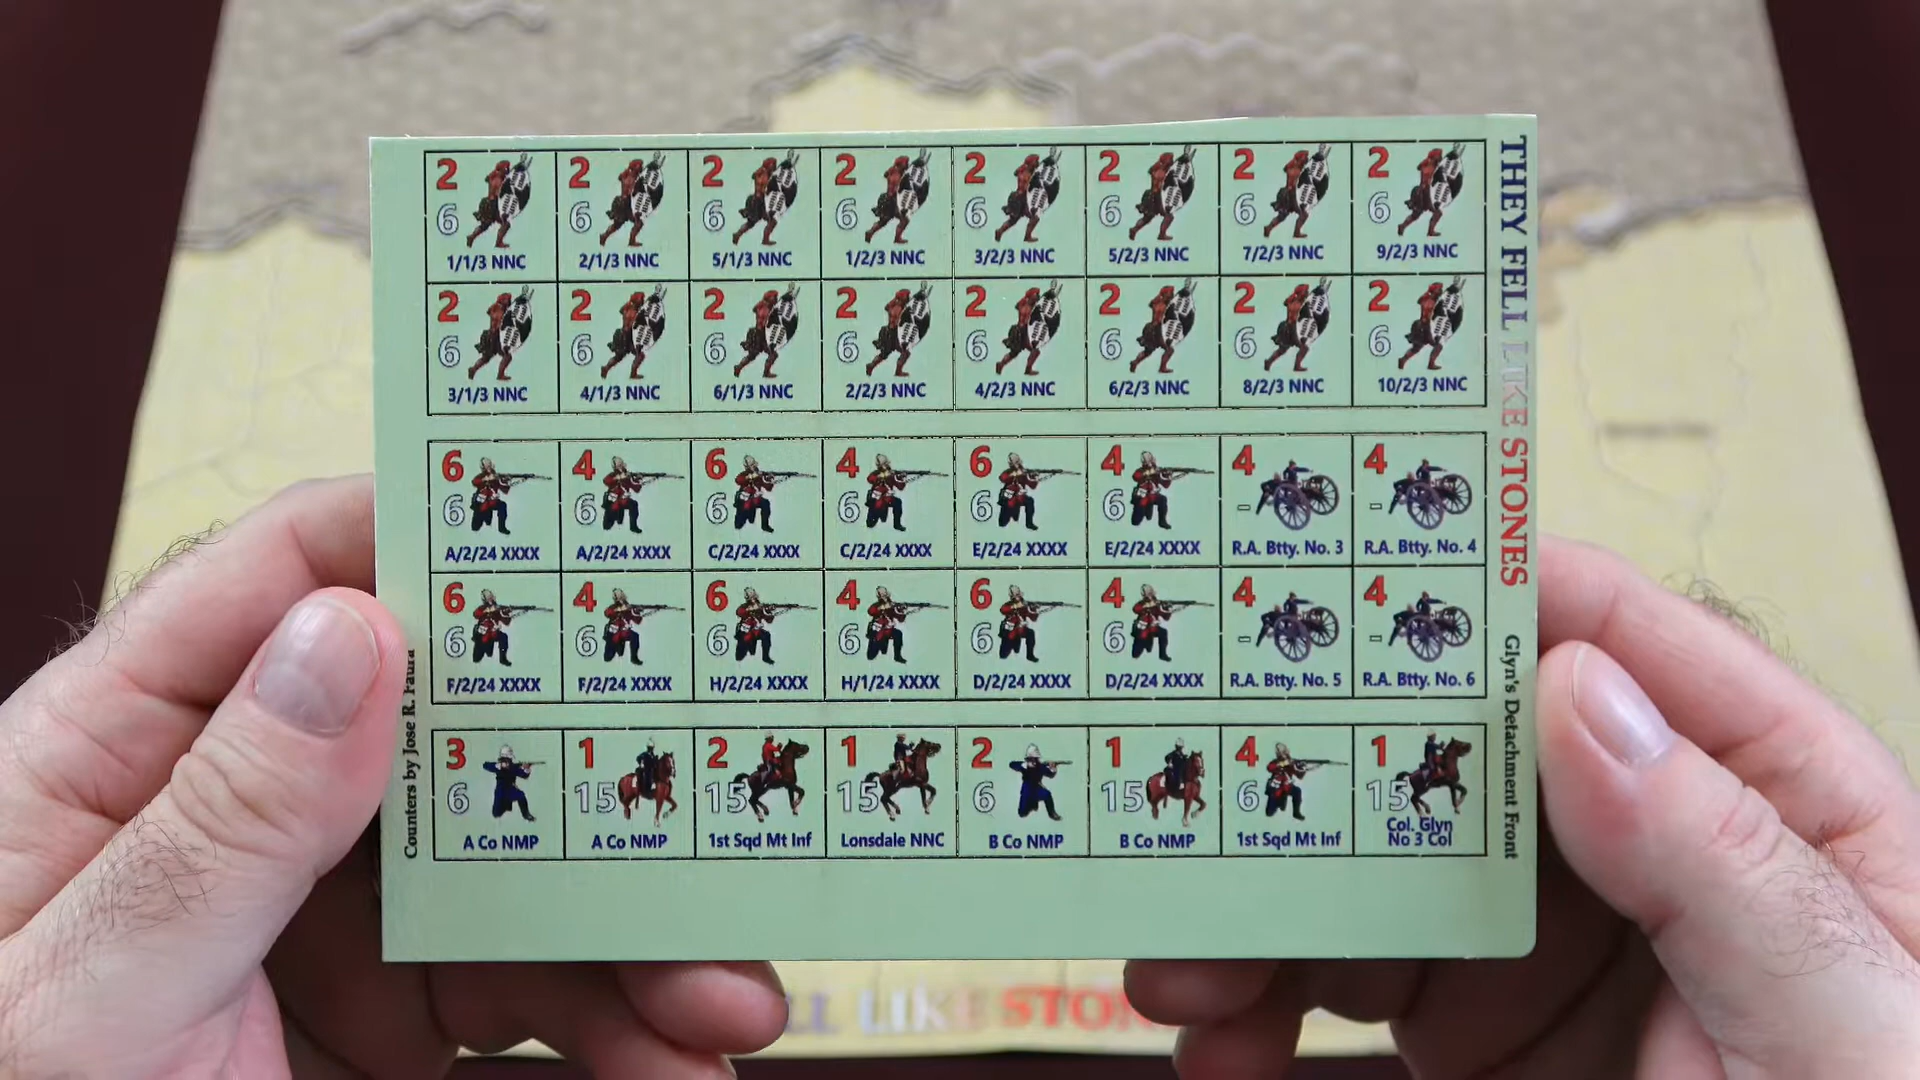 2 2 2 2 2 2 2 2
6 6 6 6 6 6 6 6
1/1/3 NNC 2/1/3 NNC 5/1/3 NNC 1/2/3 NNC 3/2/3 NNC 5/2/3 NNC 7/2/3 NNC 9/2/3 NNC
2 2 2 2 2 2 2 2
6 6 6 6 6 6 6 6
3/1/3 NNC 4/1/3 NNC 6/1/3 NNC 2/2/3 NNC 4/2/3 NNC 6/2/3 NNC 8/2/3 NNC 10/2/3 NNC
6 4 6 4 6 4 4 4
6 6 6 6 6 6 - -
A/2/24 XXXX A/2/24 XXXX C/2/24 XXXX C/2/24 XXXX E/2/24 XXXX E/2/24 XXXX R.A. Btty. No. 3 R.A. Btty. No. 4
6 4 6 4 6 4 4 4
6 6 6 6 6 6 - -
F/2/24 XXXX F/2/24 XXXX H/2/24 XXXX H/1/24 XXXX D/2/24 XXXX D/2/24 XXXX R.A. Btty. No. 5 R.A. Btty. No. 6
3 1 2 1 2 1 4 1
6 15 15 15 6 15 6 15
A Co NMP A Co NMP 1st Sqd Mt Inf Lonsdale NNC B Co NMP B Co NMP 1st Sqd Mt Inf Col. Glyn
No 3 Col
THEY FELL LIKE STONES
Glyn's Detachment Front
Counters by Jose R. Faura
LL LIKE STON